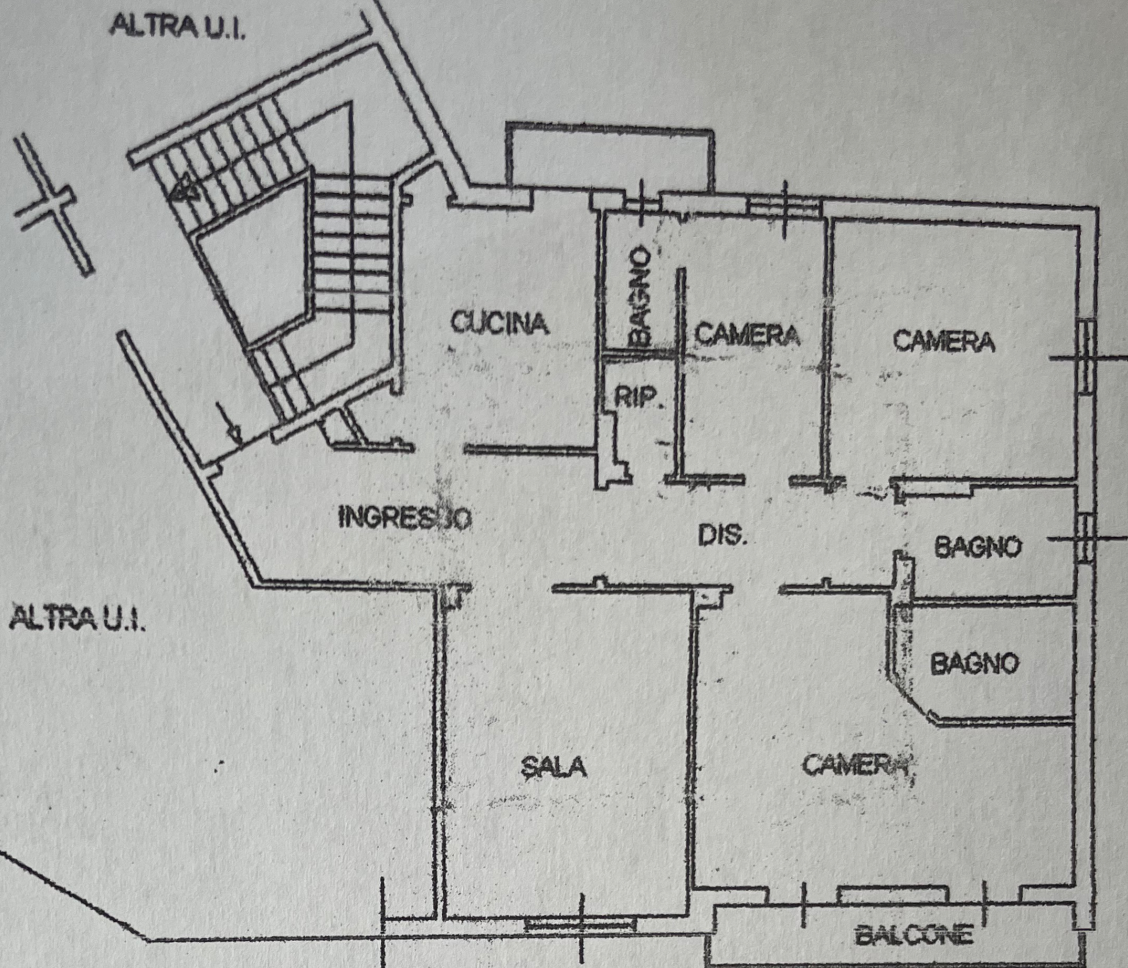 ALTRA U.I.
CUCINA
BAGNO
CAMERA
CAMERA
RIP.
INGRESSO
DIS.
BAGNO
ALTRA U.I.
BAGNO
SALA
CAMERA
BALCONE